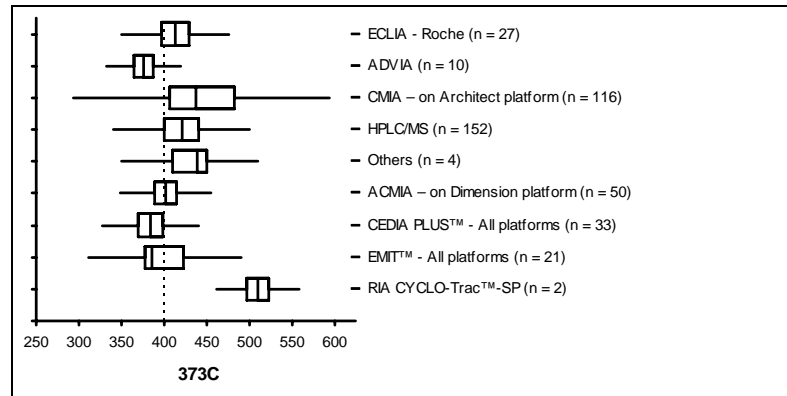 ECLIA - Roche (n = 27)
ADVIA (n = 10)
CMIA – on Architect platform (n = 116)
HPLC/MS (n = 152)
Others (n = 4)
ACMIA – on Dimension platform (n = 50)
CEDIA PLUS™ - All platforms (n = 33)
EMIT™ - All platforms (n = 21)
RIA CYCLO-Trac™-SP (n = 2)
250 300 350 400 450 500 550 600
373C